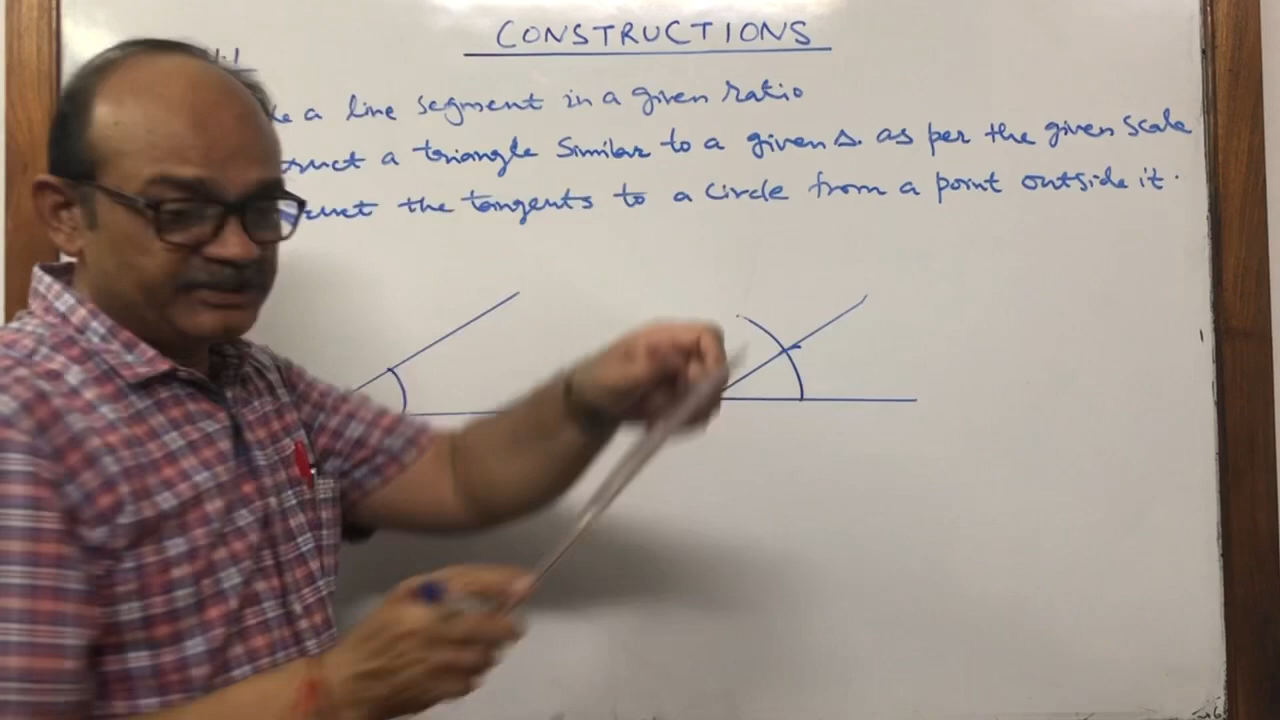 CONSTRUCTIONS
a line segment in a given ratio
a triangle similar to a given Δ. as per the given scale
the tangents to a circle from a point outside it.